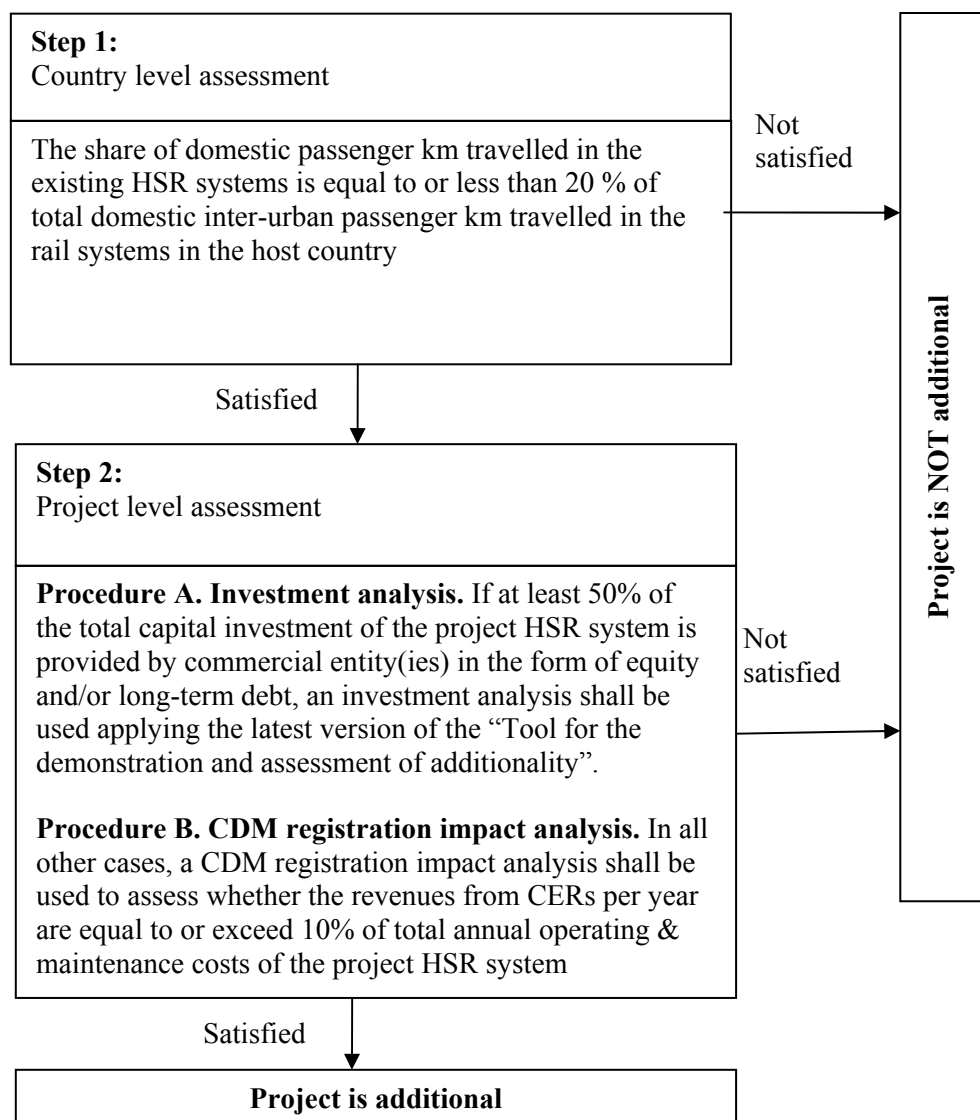 Step 1:
Country level assessment
The share of domestic passenger km travelled in the
existing HSR systems is equal to or less than 20 % of
total domestic inter-urban passenger km travelled in the
rail systems in the host country
Not
satisfied
Satisfied
Step 2:
Project level assessment
Procedure A. Investment analysis. If at least 50% of
the total capital investment of the project HSR system is
provided by commercial entity(ies) in the form of equity
and/or long-term debt, an investment analysis shall be
used applying the latest version of the “Tool for the
demonstration and assessment of additionality”.
Procedure B. CDM registration impact analysis. In all
other cases, a CDM registration impact analysis shall be
used to assess whether the revenues from CERs per year
are equal to or exceed 10% of total annual operating &
maintenance costs of the project HSR system
Not
satisfied
Project is NOT additional
Satisfied
Project is additional